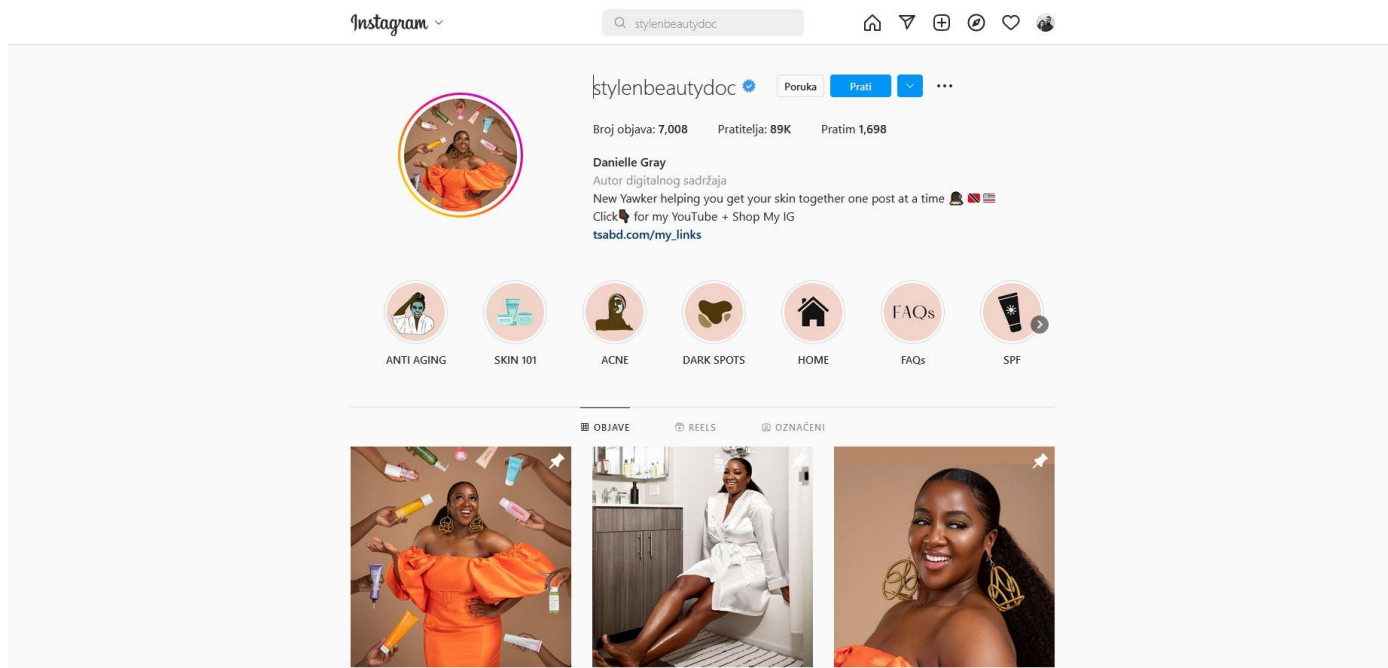 Instagram
stylenbeautydoc
stylenbeautydoc Poruka Prati
Broj objava: 7,008 Pratitelja: 89K Pratim 1,698
Danielle Gray
Autor digitalnog sadržaja
New Yawker helping you get your skin together one post at a time
Click for my YouTube + Shop My IG
tsabd.com/my_links
FAQs
ANTI AGING SKIN 101 ACNE DARK SPOTS HOME FAQs SPF
OBJAVE REELS OZNAČENI